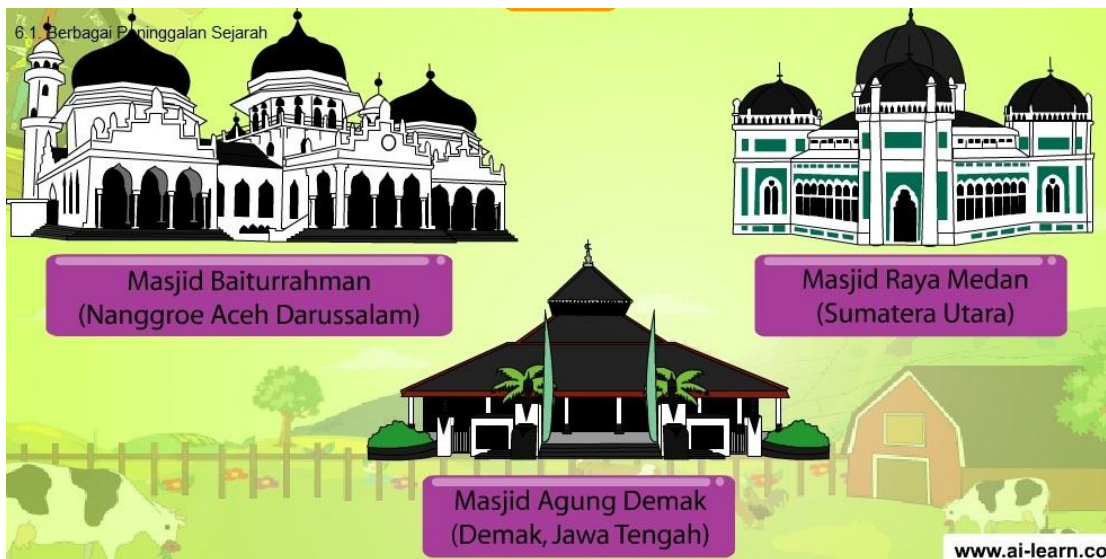 6.1. Berbagai Peninggalan Sejarah
Masjid Baiturrahman
(Nanggroe Aceh Darussalam)
Masjid Raya Medan
(Sumatera Utara)
Masjid Agung Demak
(Demak, Jawa Tengah)
www.ai-learn.co